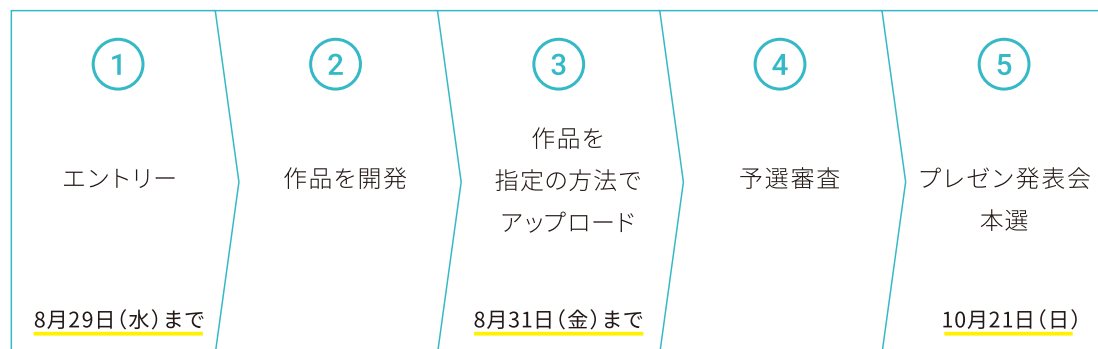 1
エントリー
8月29日（水）まで
2
作品を開発
3
作品を
指定の方法で
アップロード
8月31日（金）まで
4
予選審査
5
プレゼン発表会
本選
10月21日（日）